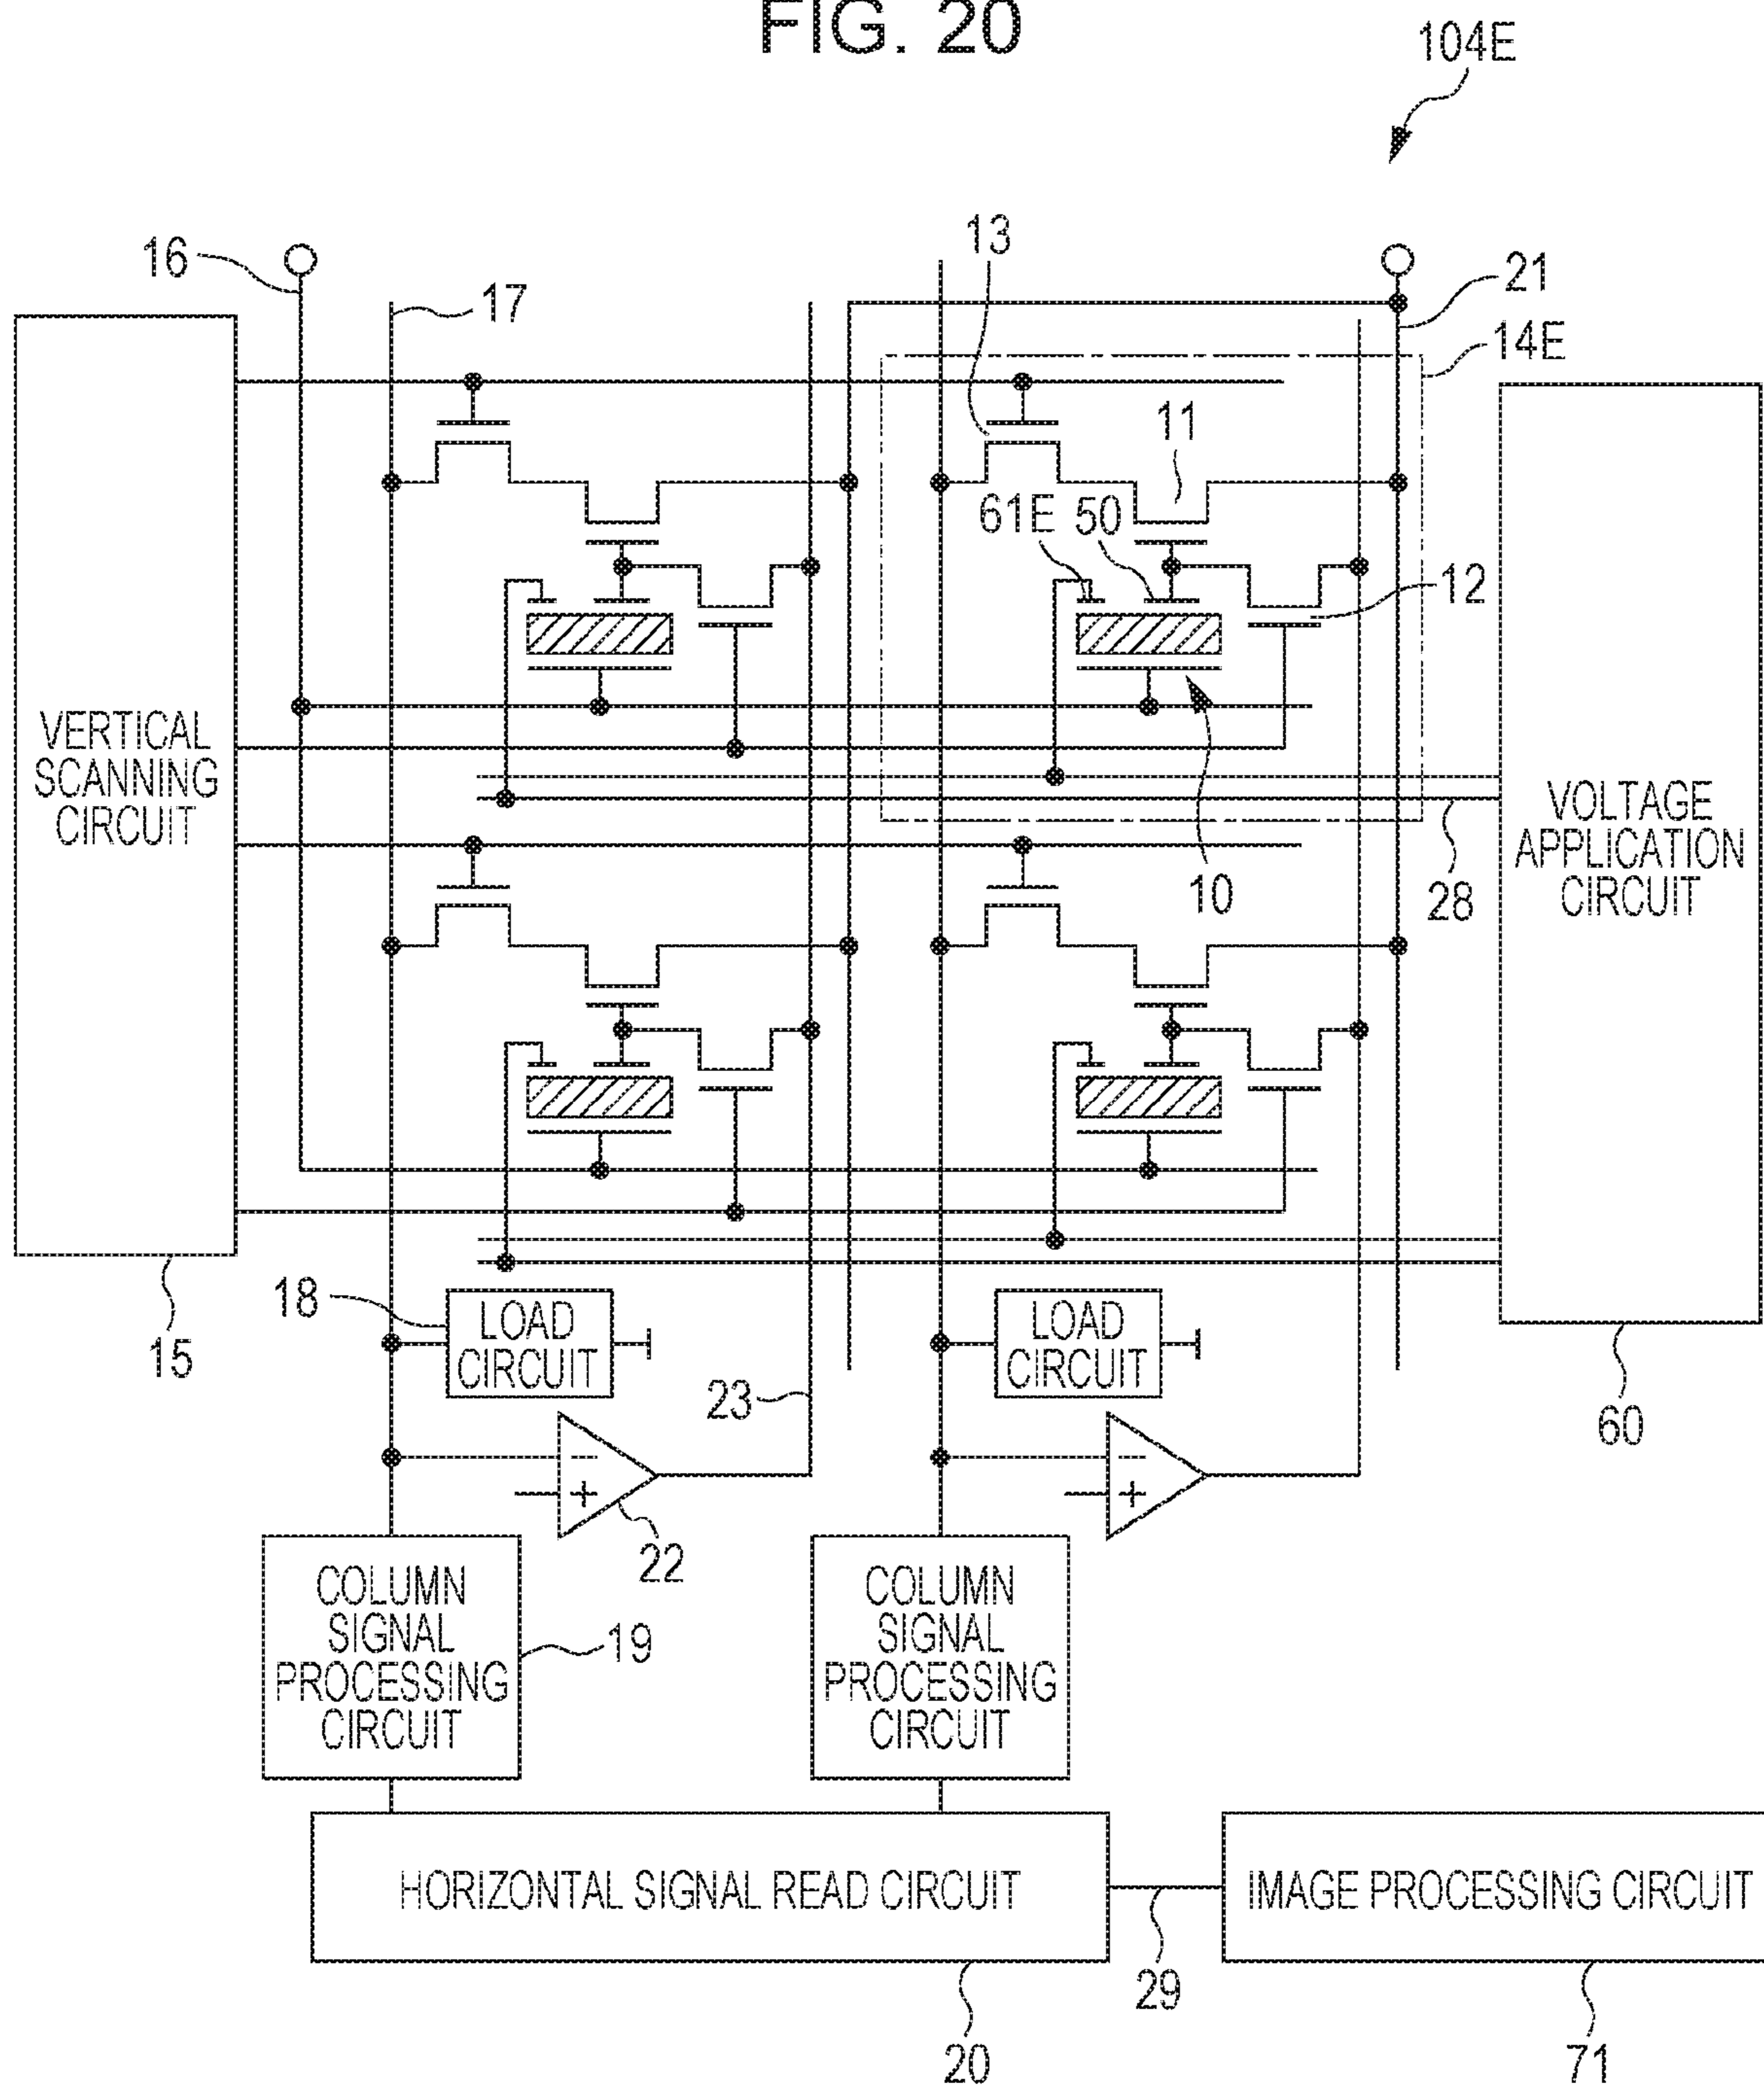 FIG. 20
104E
16
17
13
21
14E
11
61E
50
12
VERTICAL
SCANNING
CIRCUIT
VOLTAGE
APPLICATION
CIRCUIT
10
28
18
LOAD
CIRCUIT
LOAD
CIRCUIT
15
23
60
−
+
−
+
22
COLUMN
SIGNAL
PROCESSING
CIRCUIT
19
COLUMN
SIGNAL
PROCESSING
CIRCUIT
HORIZONTAL SIGNAL READ CIRCUIT
IMAGE PROCESSING CIRCUIT
29
20
71